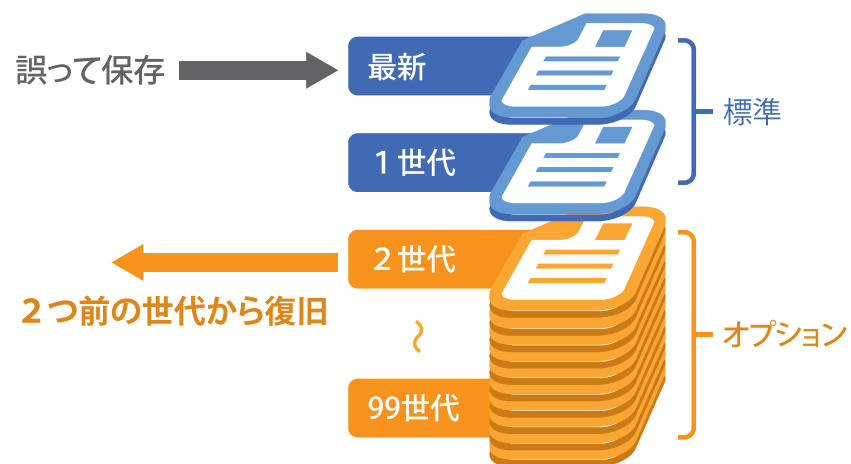 誤って保存
最新
標準
1世代
2世代
2つ前の世代から復旧
〜
オプション
99世代